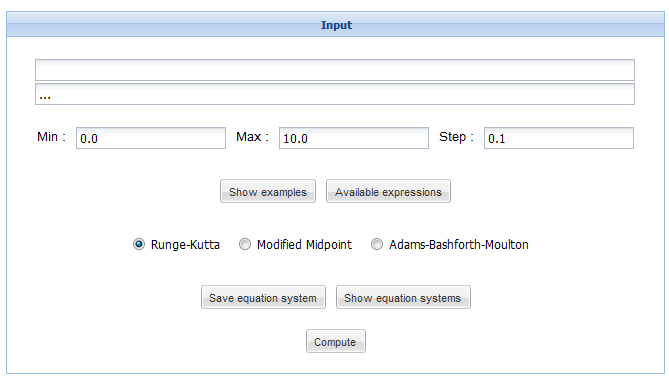 Input
...
Min : 0.0 Max : 10.0 Step : 0.1
Show examples Available expressions
Runge-Kutta Modified Midpoint Adams-Bashforth-Moulton
Save equation system Show equation systems
Compute